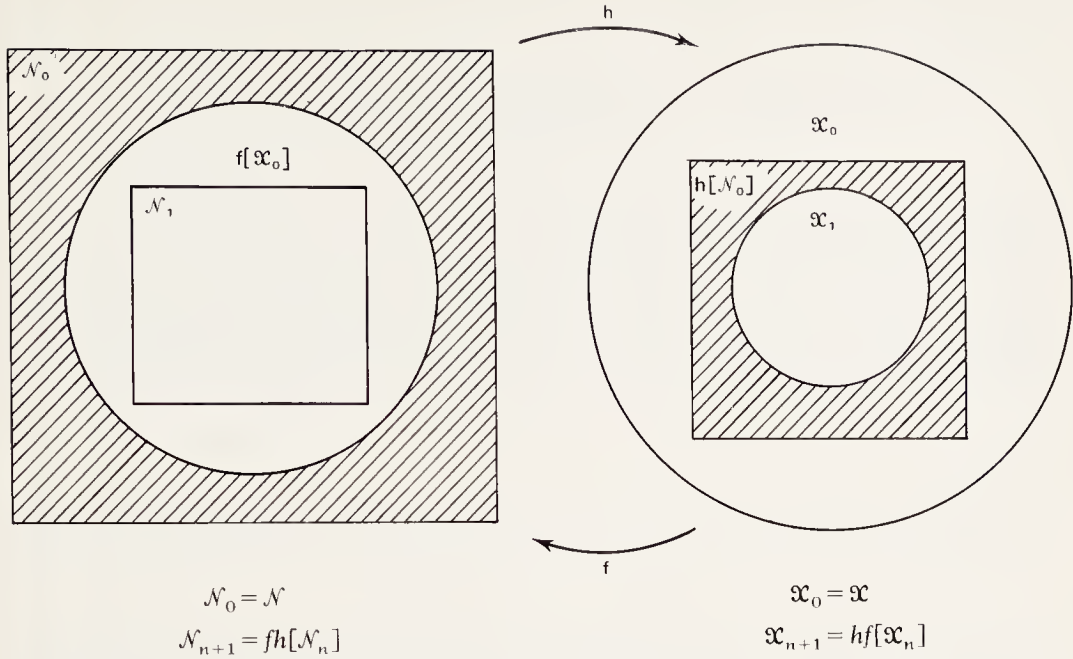 h
𝒩₀
f[𝔛₀]
𝒩₁
𝔛₀
h[𝒩₀]
𝔛₁
f
𝒩₀ = 𝒩
𝒩ₙ₊₁ = fh[𝒩ₙ]
𝔛₀ = 𝔛
𝔛ₙ₊₁ = hf[𝔛ₙ]